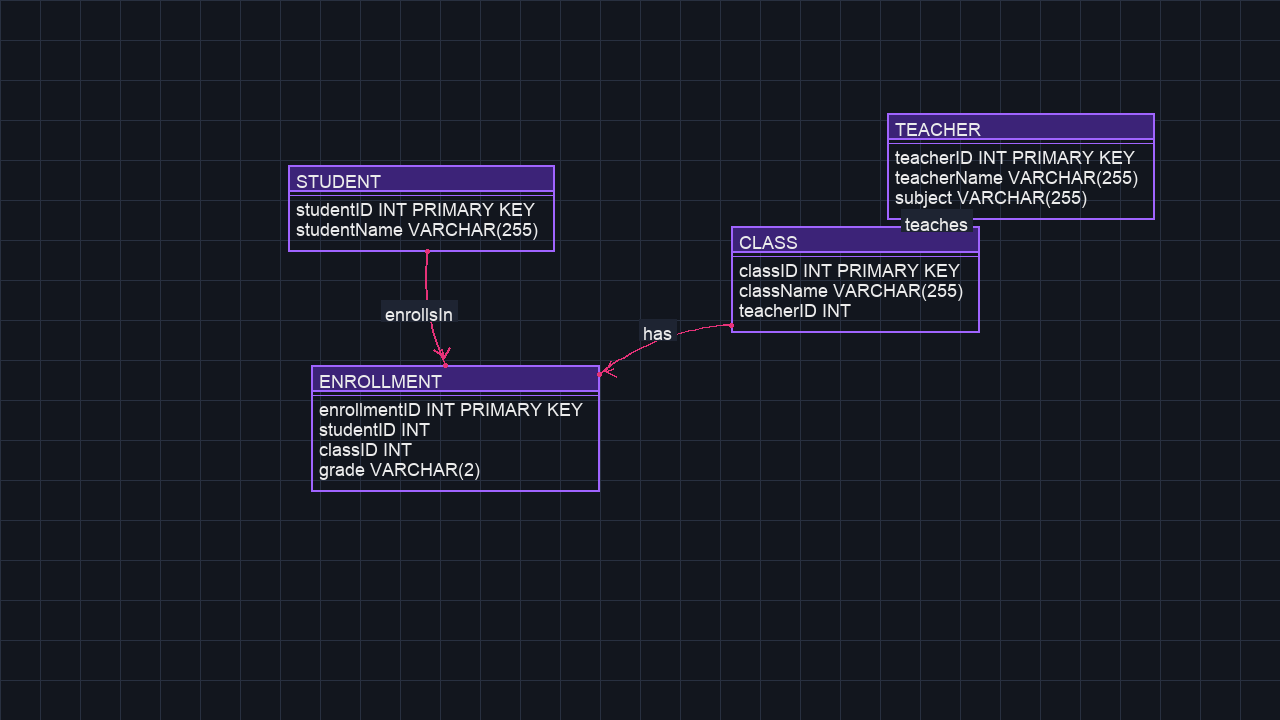 TEACHER
teacherID INT PRIMARY KEY
teacherName VARCHAR(255)
subject VARCHAR(255)
STUDENT
studentID INT PRIMARY KEY
studentName VARCHAR(255)
teaches
CLASS
classID INT PRIMARY KEY
className VARCHAR(255)
teacherID INT
enrollsIn
has
ENROLLMENT
enrollmentID INT PRIMARY KEY
studentID INT
classID INT
grade VARCHAR(2)